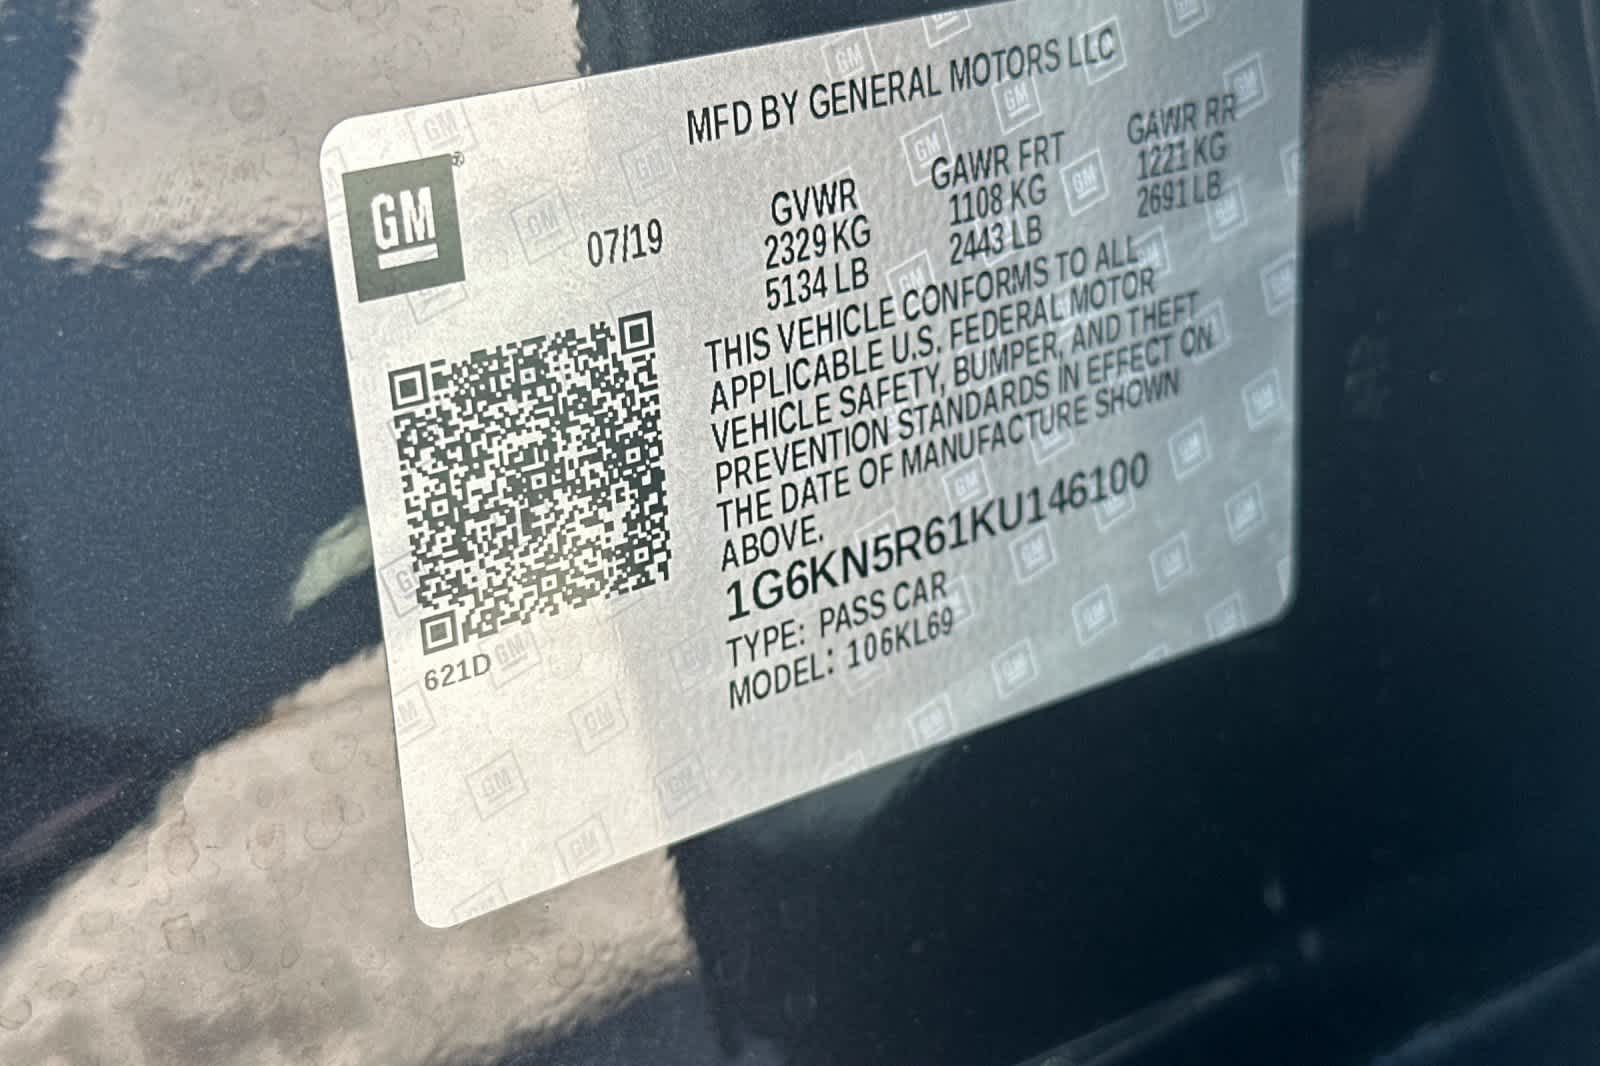 MFD BY GENERAL MOTORS LLC
GM®
07/19
GVWR
2329 KG
5134 LB
GAWR FRT
1108 KG
2443 LB
GAWR RR
1221 KG
2691 LB
THIS VEHICLE CONFORMS TO ALL
APPLICABLE U.S. FEDERAL MOTOR
VEHICLE SAFETY, BUMPER, AND THEFT
PREVENTION STANDARDS IN EFFECT ON
THE DATE OF MANUFACTURE SHOWN
ABOVE.
1G6KN5R61KU146100
TYPE: PASS CAR
MODEL: 106KL69
621D